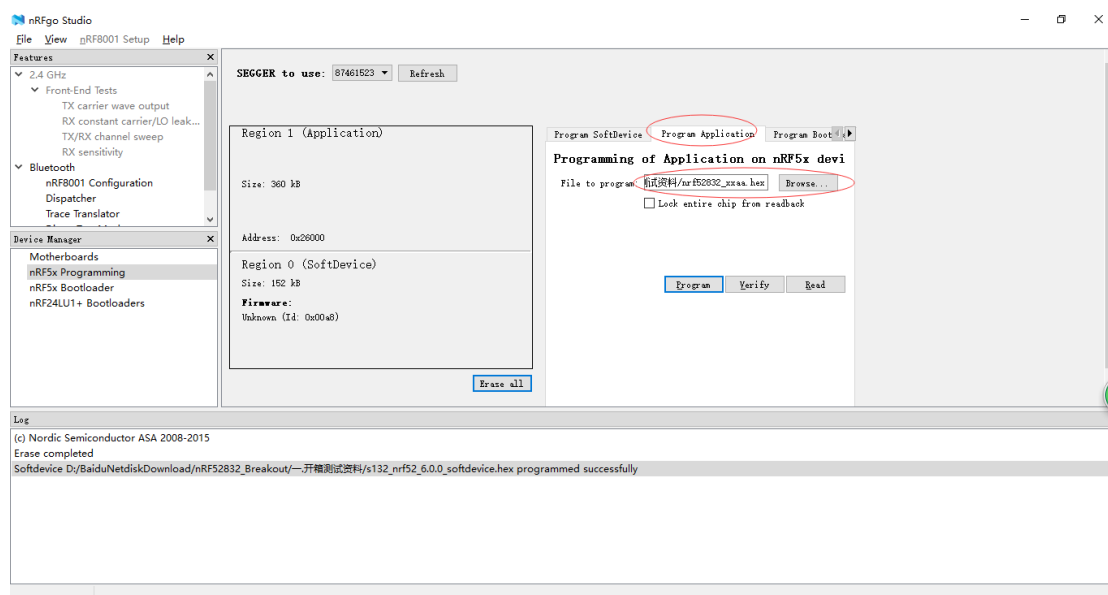 nRFgo Studio
File View nRF8001 Setup Help
Features
2.4 GHz
Front-End Tests
TX carrier wave output
RX constant carrier/LO leak...
TX/RX channel sweep
RX sensitivity
Bluetooth
nRF8001 Configuration
Dispatcher
Trace Translator
Device Manager
Motherboards
nRF5x Programming
nRF5x Bootloader
nRF24LU1+ Bootloaders
SEGGER to use: 87461523 Refresh
Region 1 (Application)
Size: 360 kB
Address: 0x26000
Region 0 (SoftDevice)
Size: 152 kB
Firmware:
Unknown (Id: 0x00a8)
Erase all
Program SoftDevice Program Application Program Boot
Programming of Application on nRF5x devi
File to program: 试资料/nrf52832_xxaa.hex Browse...
Lock entire chip from readback
Program Verify Read
Log
(c) Nordic Semiconductor ASA 2008-2015
Erase completed
Softdevice D:/BaiduNetdiskDownload/nRF52832_Breakout/一.开箱测试资料/s132_nrf52_6.0.0_softdevice.hex programmed successfully